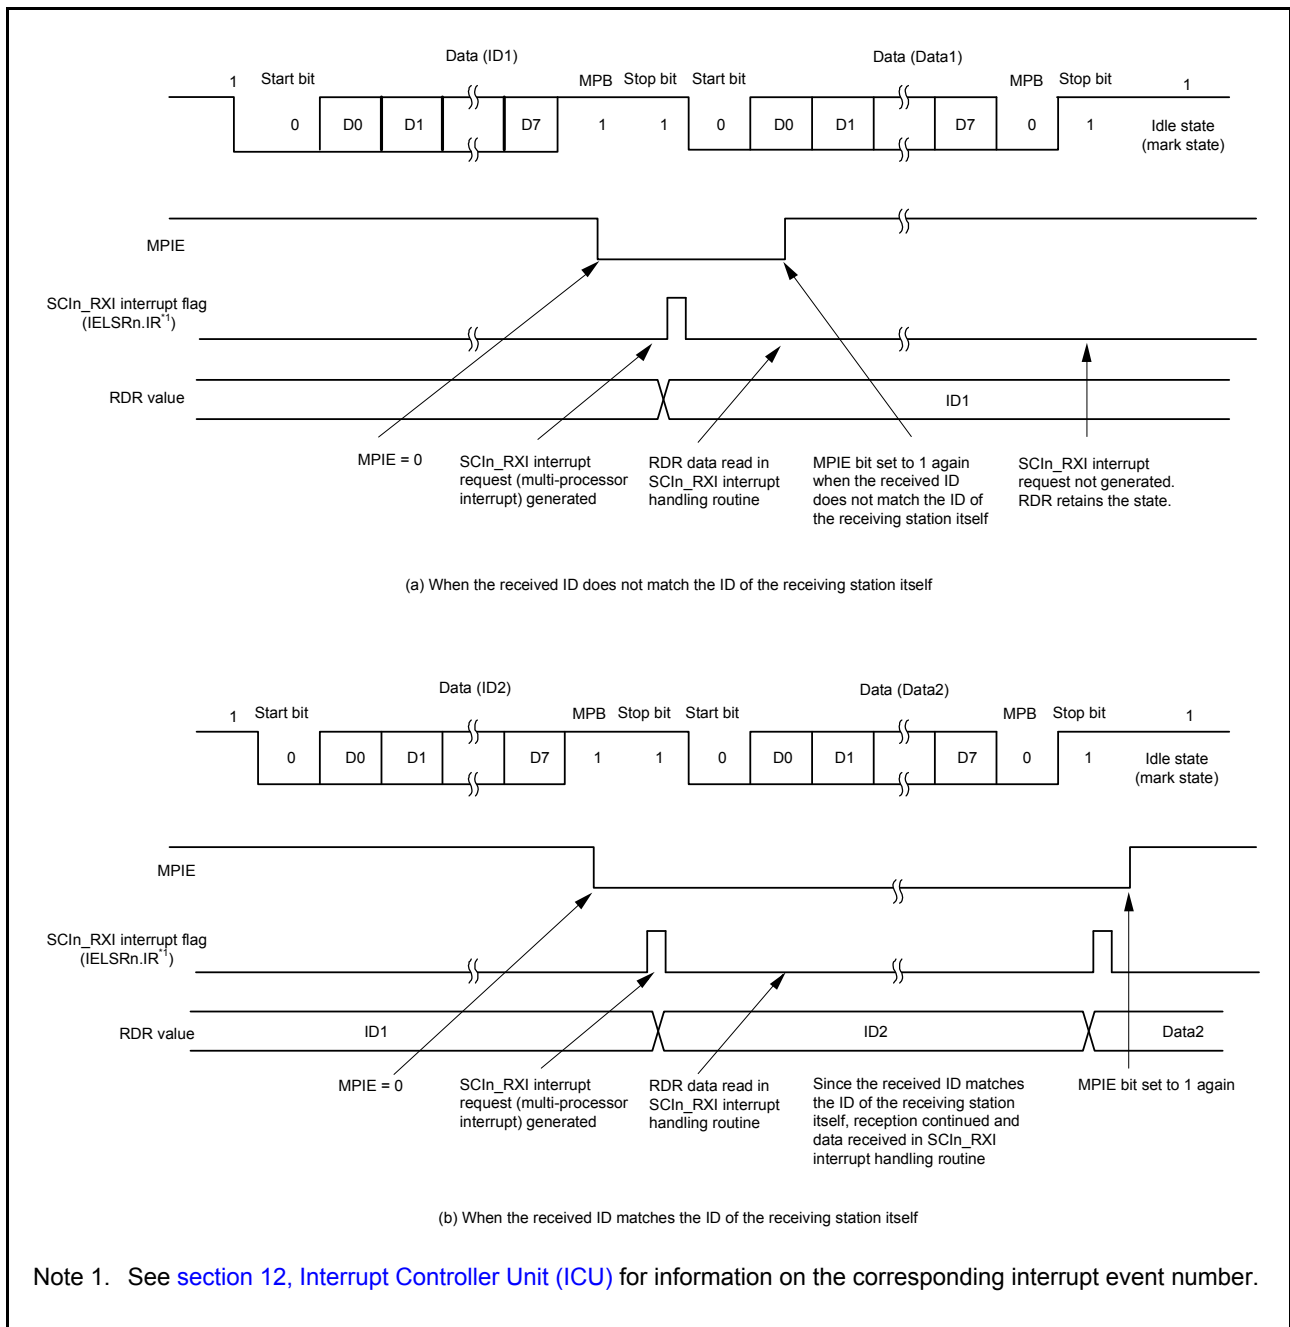 Data (ID1) Data (Data1)
1 Start bit MPB Stop bit Start bit MPB Stop bit 1
0 D0 D1 D7 1 1 0 D0 D1 D7 0 1 Idle state
(mark state)
MPIE
SCIn_RXI interrupt flag
(IELSRn.IR*1)
RDR value ID1
MPIE = 0
SCIn_RXI interrupt
request (multi-processor
interrupt) generated
RDR data read in
SCIn_RXI interrupt
handling routine
MPIE bit set to 1 again
when the received ID
does not match the ID of
the receiving station itself
SCIn_RXI interrupt
request not generated.
RDR retains the state.
(a) When the received ID does not match the ID of the receiving station itself
Data (ID2) Data (Data2)
1 Start bit MPB Stop bit Start bit MPB Stop bit 1
0 D0 D1 D7 1 1 0 D0 D1 D7 0 1 Idle state
(mark state)
MPIE
SCIn_RXI interrupt flag
(IELSRn.IR*1)
RDR value ID1 ID2 Data2
MPIE = 0
SCIn_RXI interrupt
request (multi-processor
interrupt) generated
RDR data read in
SCIn_RXI interrupt
handling routine
Since the received ID matches
the ID of the receiving station
itself, reception continued and
data received in SCIn_RXI
interrupt handling routine
MPIE bit set to 1 again
(b) When the received ID matches the ID of the receiving station itself
Note 1. See section 12, Interrupt Controller Unit (ICU) for information on the corresponding interrupt event number.